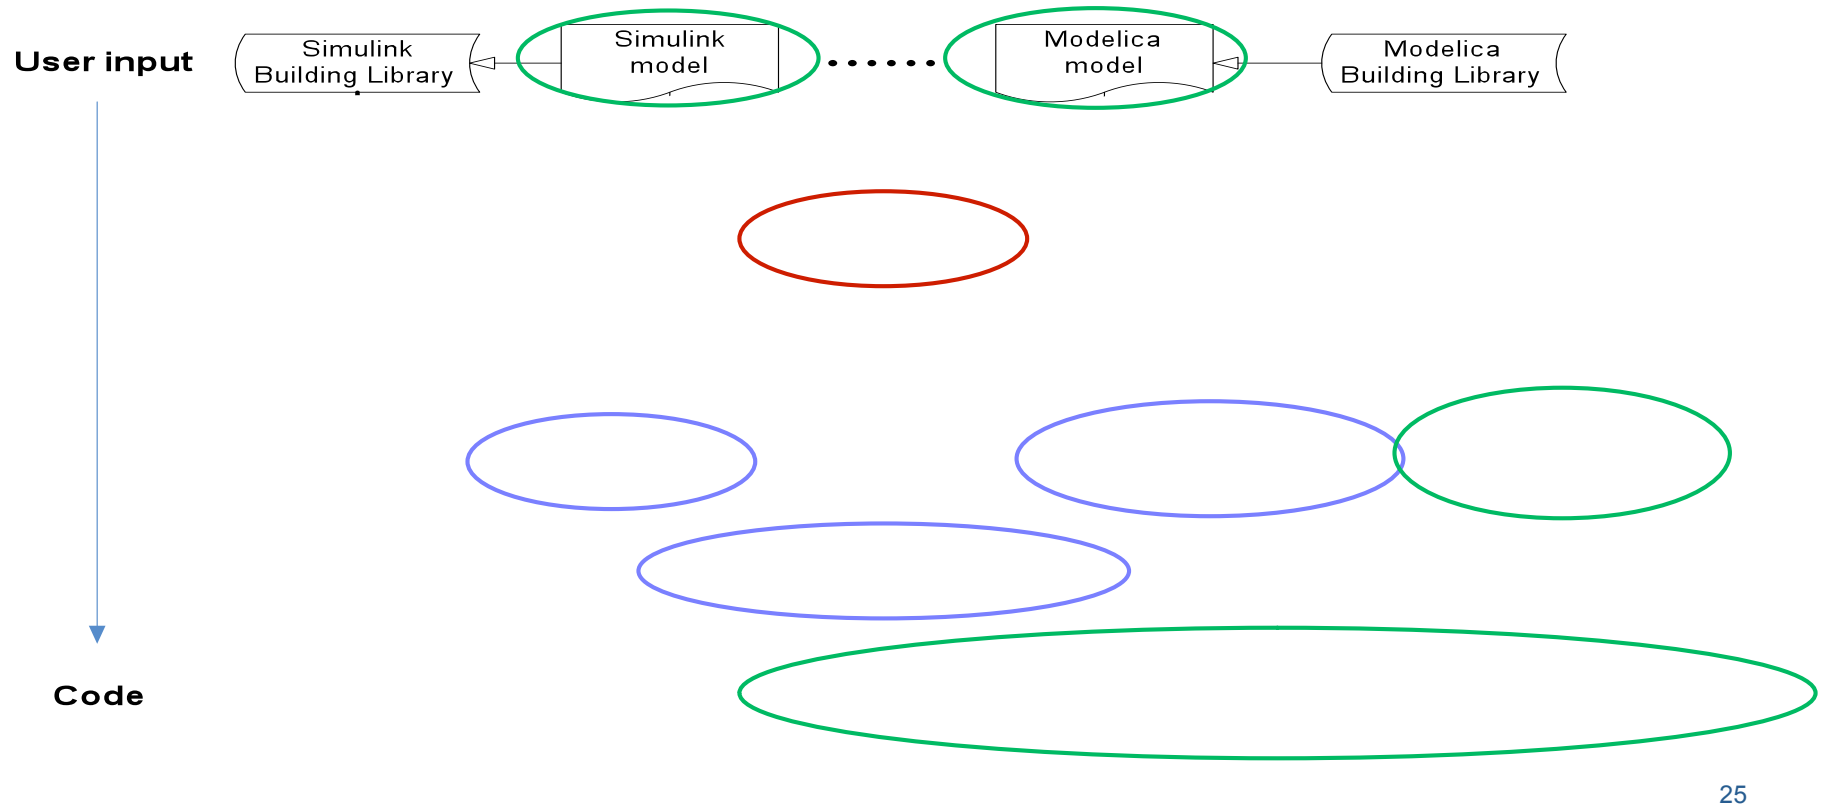 User input
Simulink
Building Library
Simulink
model
Modelica
model
Modelica
Building Library
Code
25